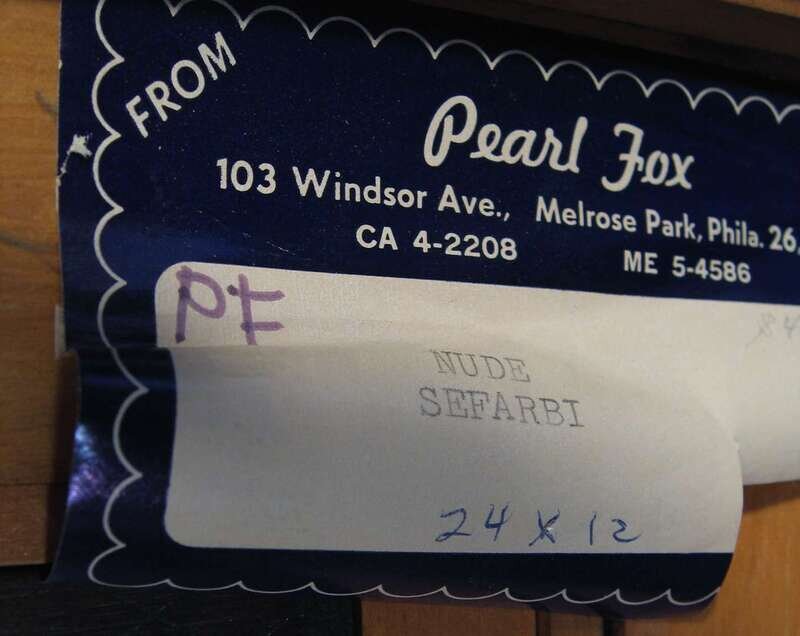 FROM
Pearl Fox
103 Windsor Ave., Melrose Park, Phila. 26,
CA 4-2208 ME 5-4586
PF
NUDE
SEFARBI
24 x 12